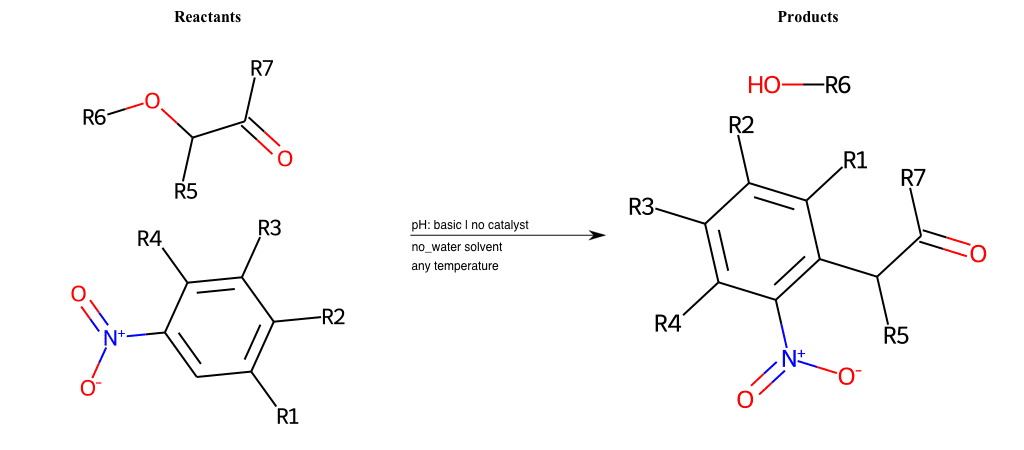 Reactants
Products
R7
R6
O
O
R5
HO
R6
R2
R1
R7
R3
O
R4
R5
N+
O-
O
pH: basic | no catalyst
no_water solvent
any temperature
R4
R3
O
N+
R2
O-
R1